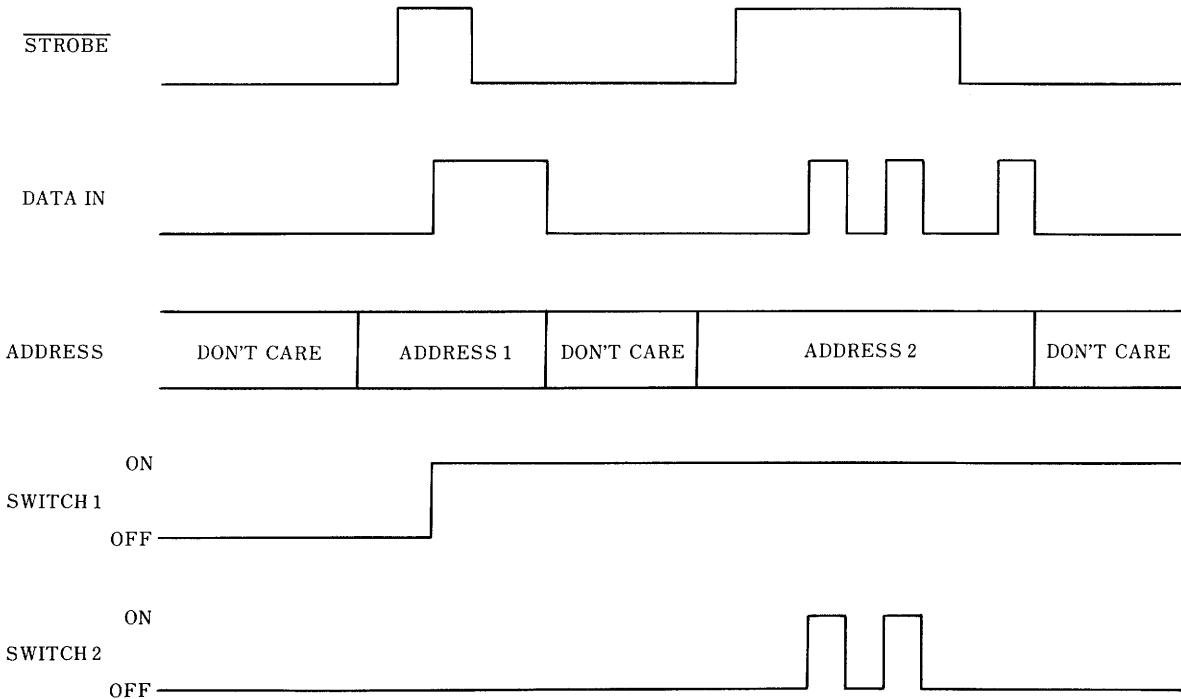 STROBE
DATA IN
ADDRESS
DON'T CARE
ADDRESS 1
DON'T CARE
ADDRESS 2
DON'T CARE
ON
SWITCH 1
OFF
ON
SWITCH 2
OFF